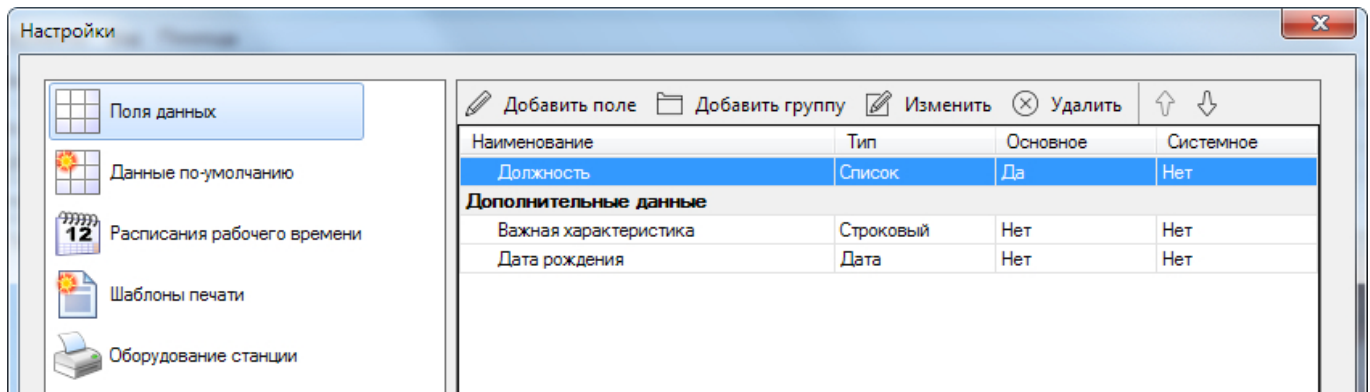 Настройки
Поля данных
Данные по-умолчанию
12
Расписания рабочего времени
Шаблоны печати
Оборудование станции
Добавить поле Добавить группу Изменить Удалить
Наименование Тип Основное Системное
Должность Список Да Нет
Дополнительные данные
Важная характеристика Строковый Нет Нет
Дата рождения Дата Нет Нет